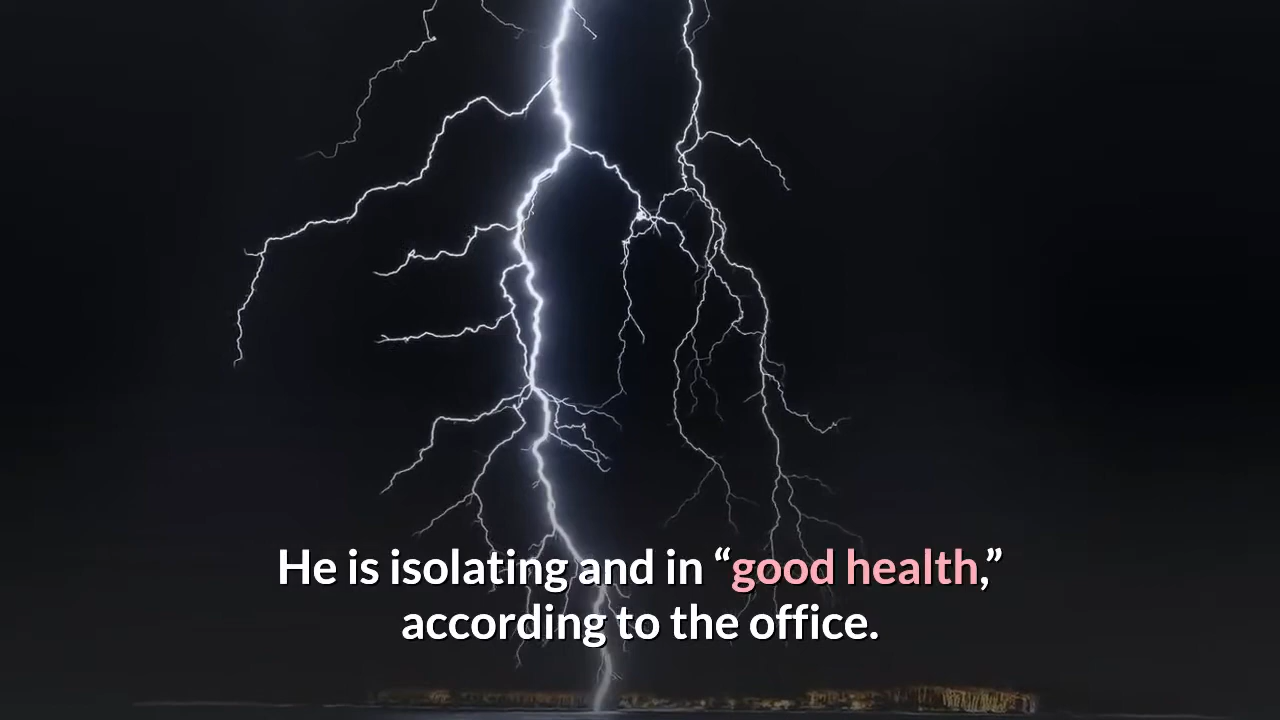 He is isolating and in “good health,”
according to the office.